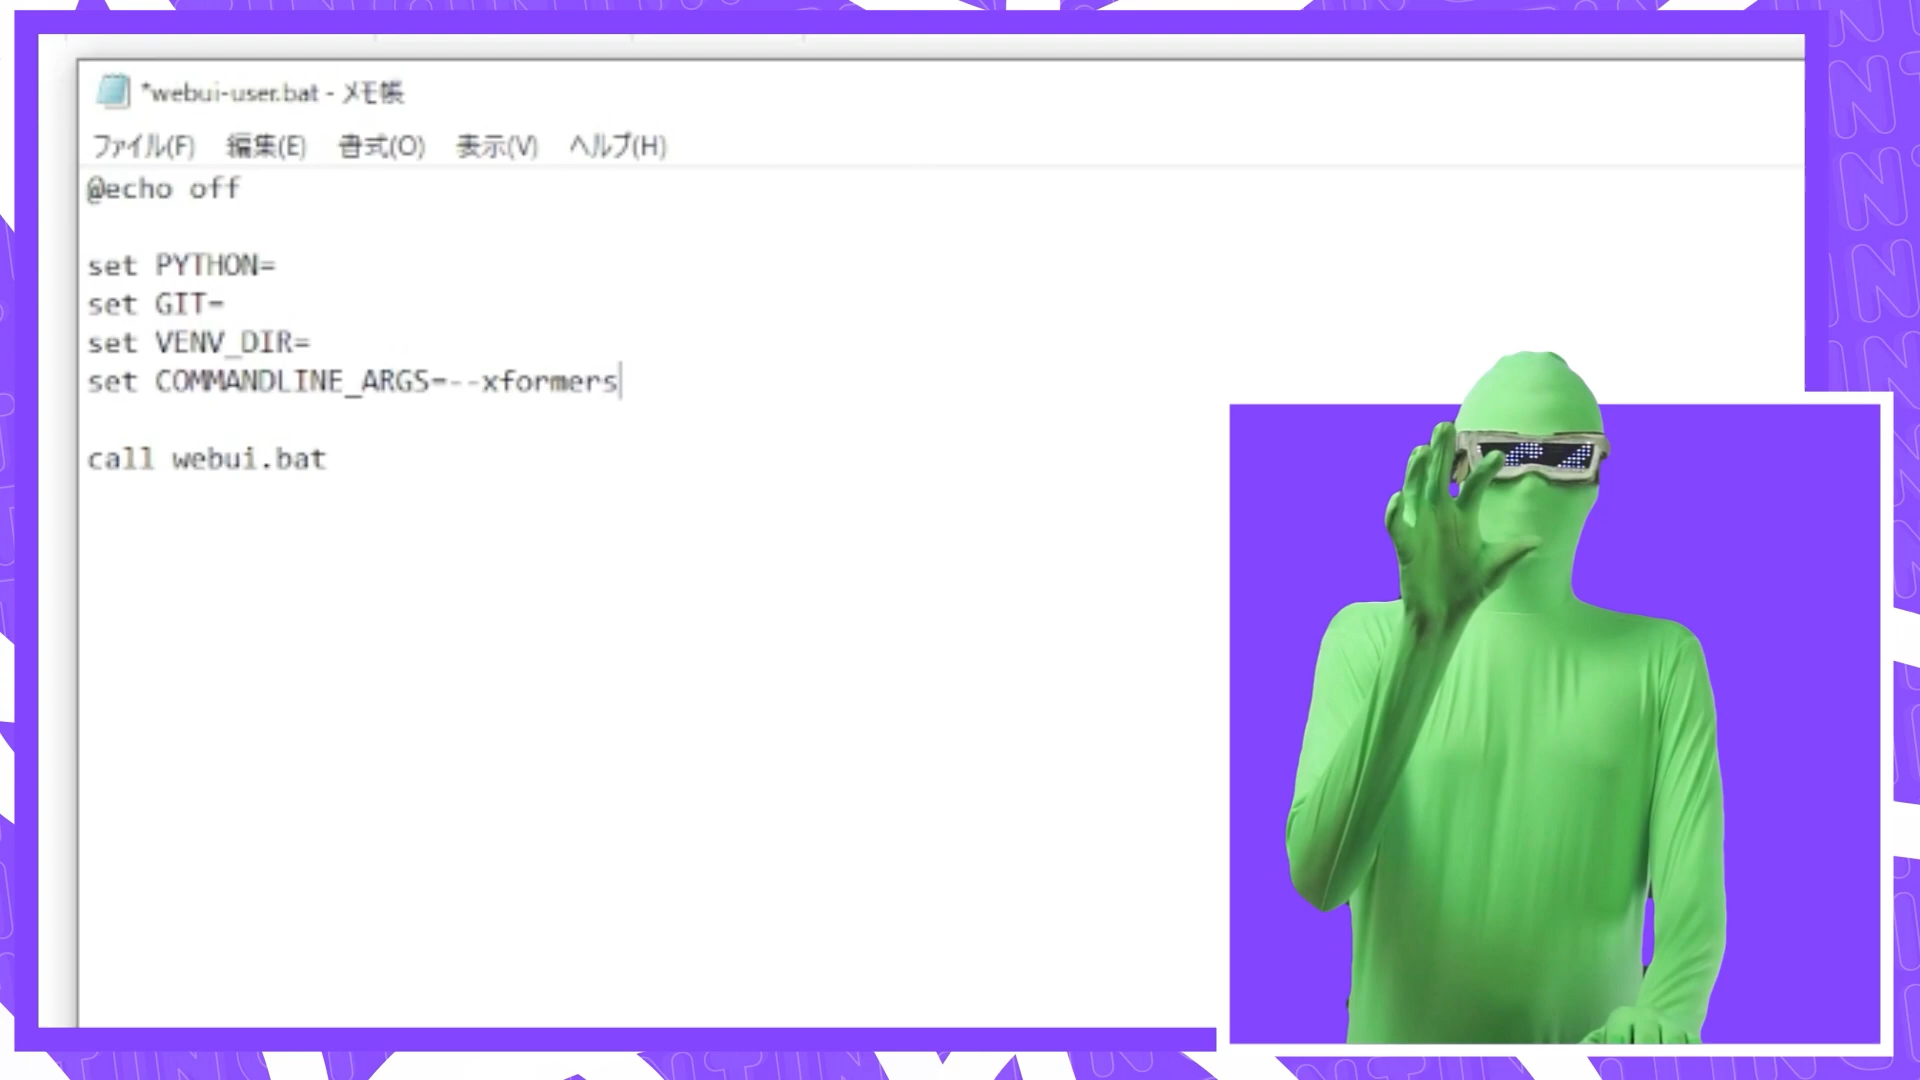 *webui-user.bat - メモ帳
ファイル(F) 編集(E) 書式(O) 表示(V) ヘルプ(H)
@echo off
set PYTHON=
set GIT=
set VENV_DIR=
set COMMANDLINE_ARGS=--xformers
call webui.bat